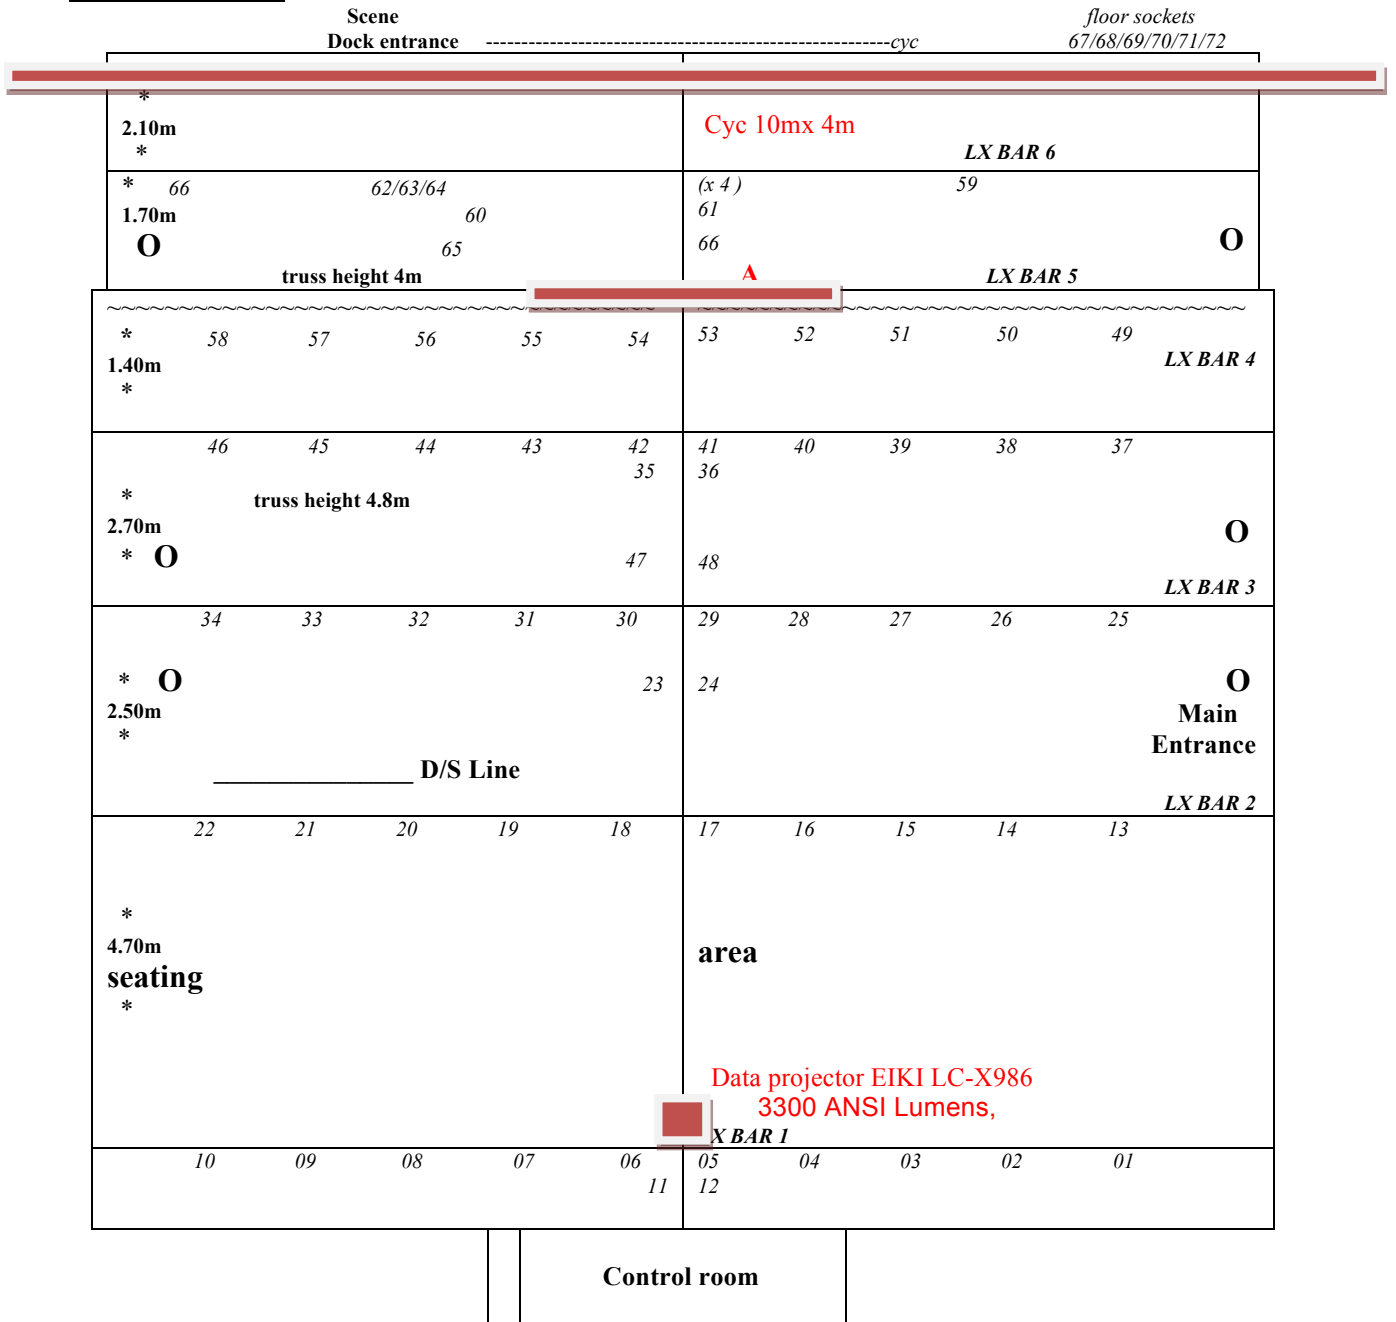 Scene floor sockets
Dock entrance ----------------------------------------------------------cyc 67/68/69/70/71/72
*
2.10m Cyc 10mx 4m
* LX BAR 6
* 66 62/63/64 (x 4 ) 59
1.70m 60 61
O 65 66 O
truss height 4m A LX BAR 5
~~~~~~~~~~~~~~~~~~~~~~~~~~~~~~~~~~~~~~~ ~~~~~~~~~~~~~~~~~~~~~~~~~~~~~~~~~~~~~~~
* 58 57 56 55 54 53 52 51 50 49
1.40m LX BAR 4
*
46 45 44 43 42 41 40 39 38 37
35 36
* truss height 4.8m
2.70m O
* O 47 48
LX BAR 3
34 33 32 31 30 29 28 27 26 25
* O 23 24 O
2.50m Main
* Entrance
_______________ D/S Line
LX BAR 2
22 21 20 19 18 17 16 15 14 13
*
4.70m area
seating
*
Data projector EIKI LC-X986
3300 ANSI Lumens,
X BAR 1
10 09 08 07 06 05 04 03 02 01
11 12
Control room